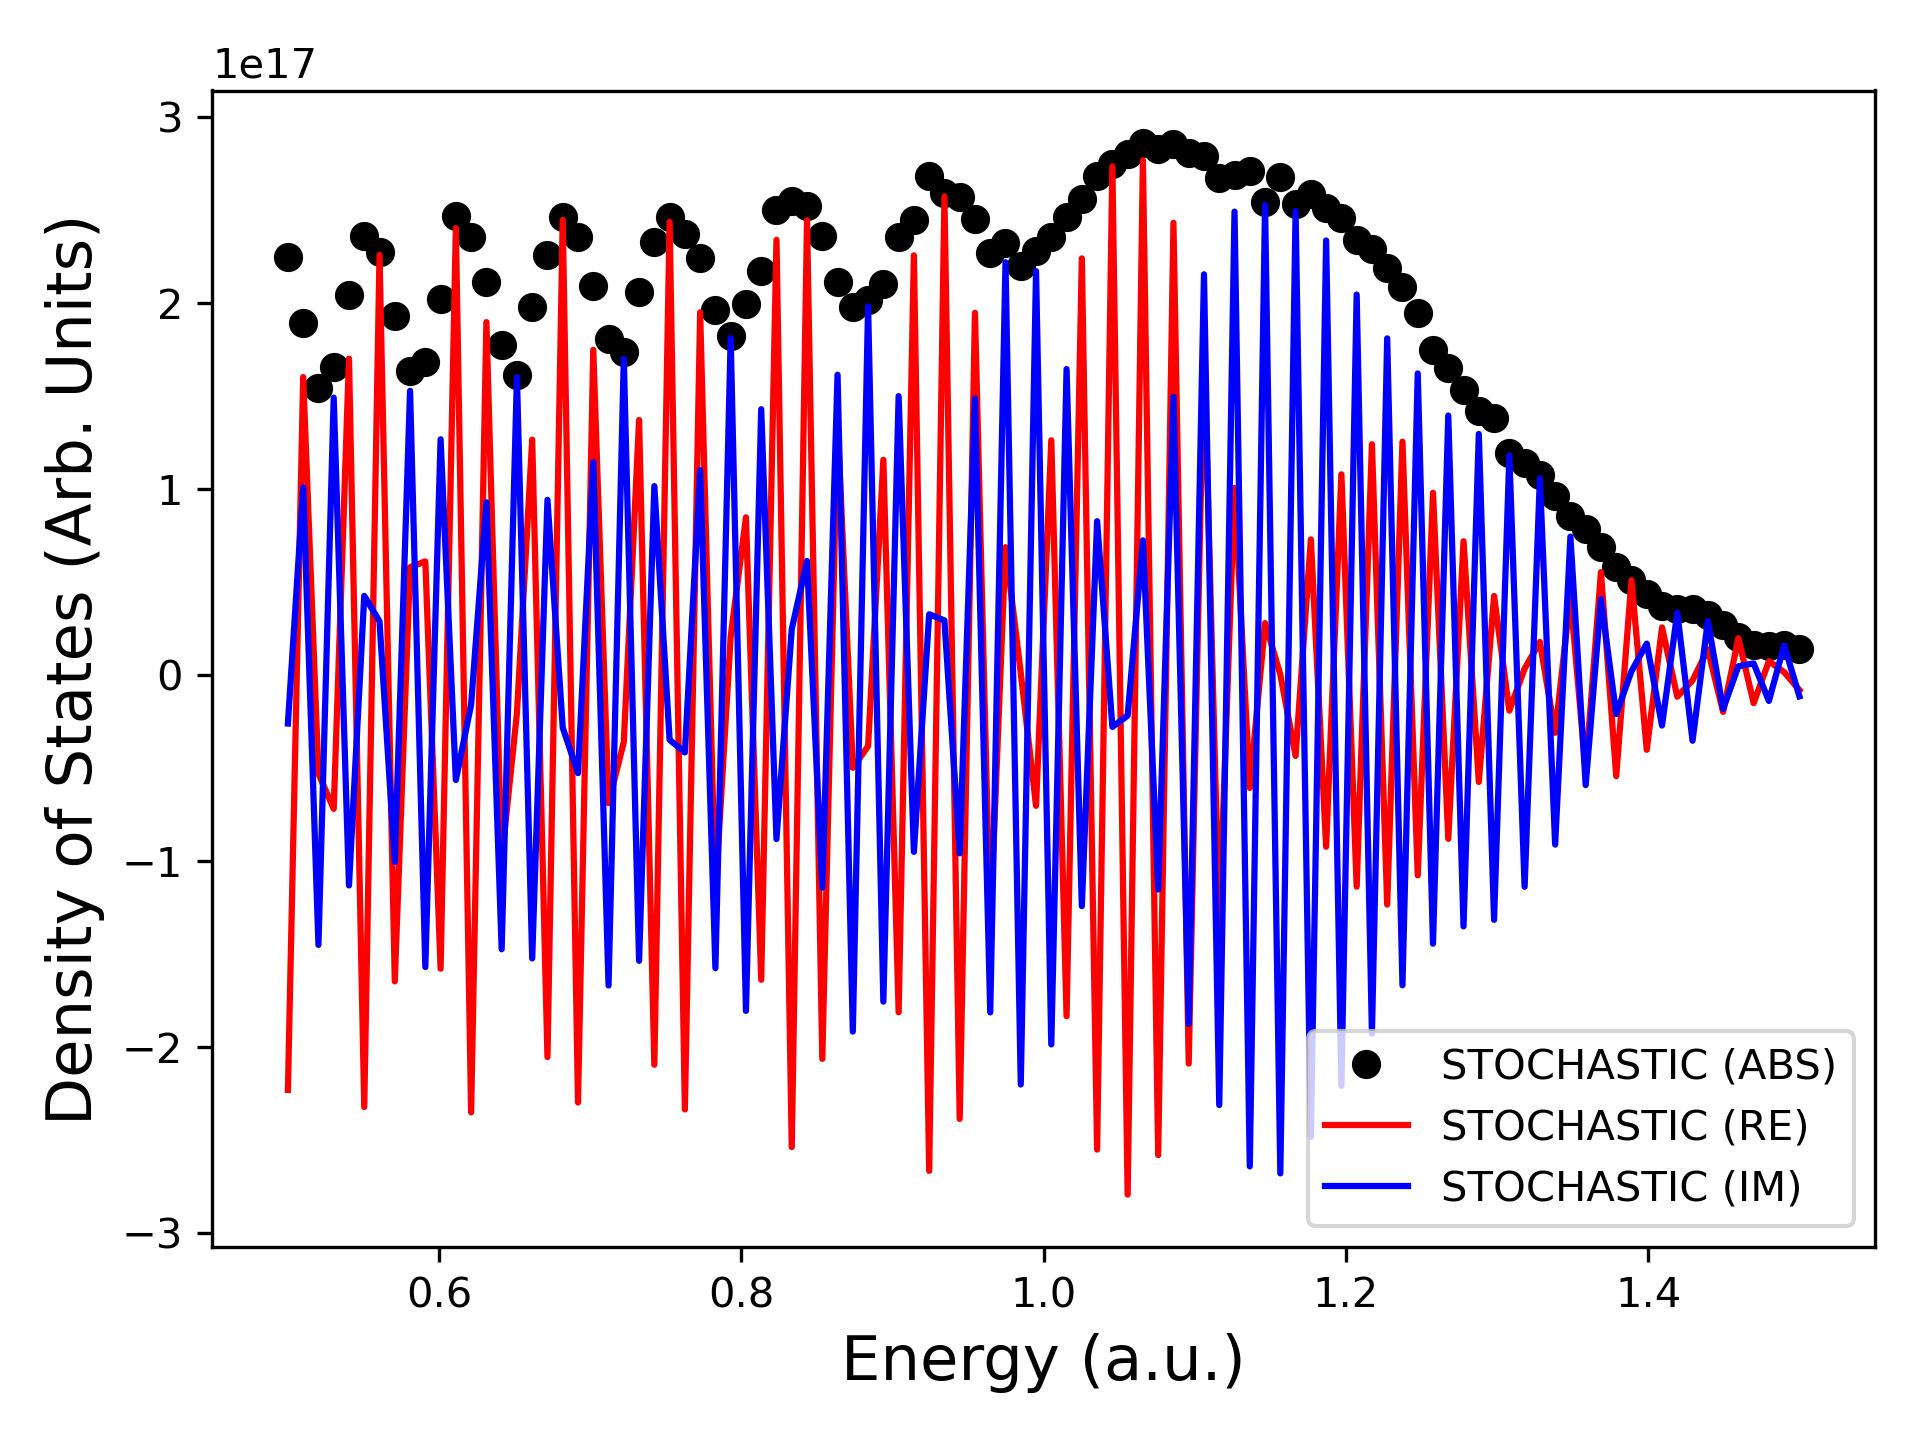 1e17
3
2
1
0
−1
−2
−3
Density of States (Arb. Units)
STOCHASTIC (ABS)
STOCHASTIC (RE)
STOCHASTIC (IM)
0.6 0.8 1.0 1.2 1.4
Energy (a.u.)